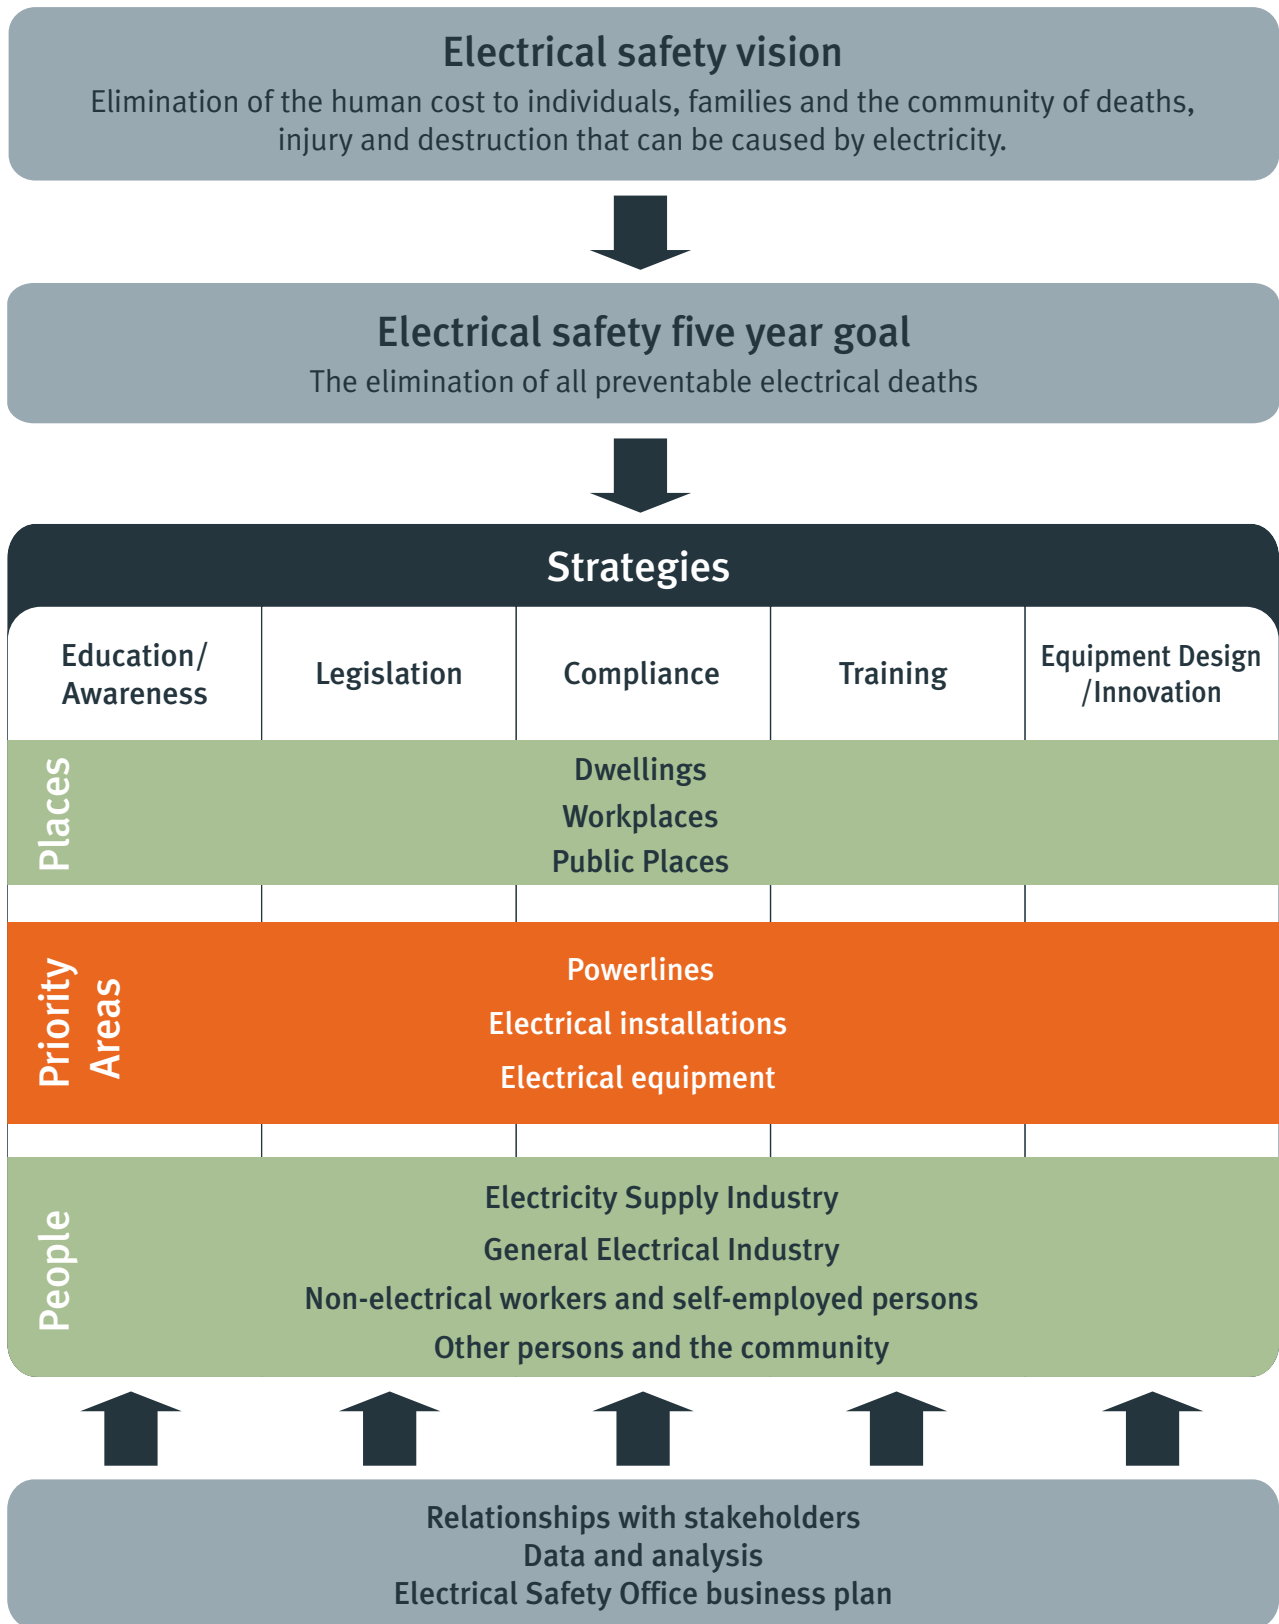 Electrical safety vision
Elimination of the human cost to individuals, families and the community of deaths,
injury and destruction that can be caused by electricity.
Electrical safety five year goal
The elimination of all preventable electrical deaths
Strategies
Education/
Awareness
Legislation
Compliance
Training
Equipment Design
/Innovation
Places
Dwellings
Workplaces
Public Places
Priority
Areas
Powerlines
Electrical installations
Electrical equipment
People
Electricity Supply Industry
General Electrical Industry
Non-electrical workers and self-employed persons
Other persons and the community
Relationships with stakeholders
Data and analysis
Electrical Safety Office business plan